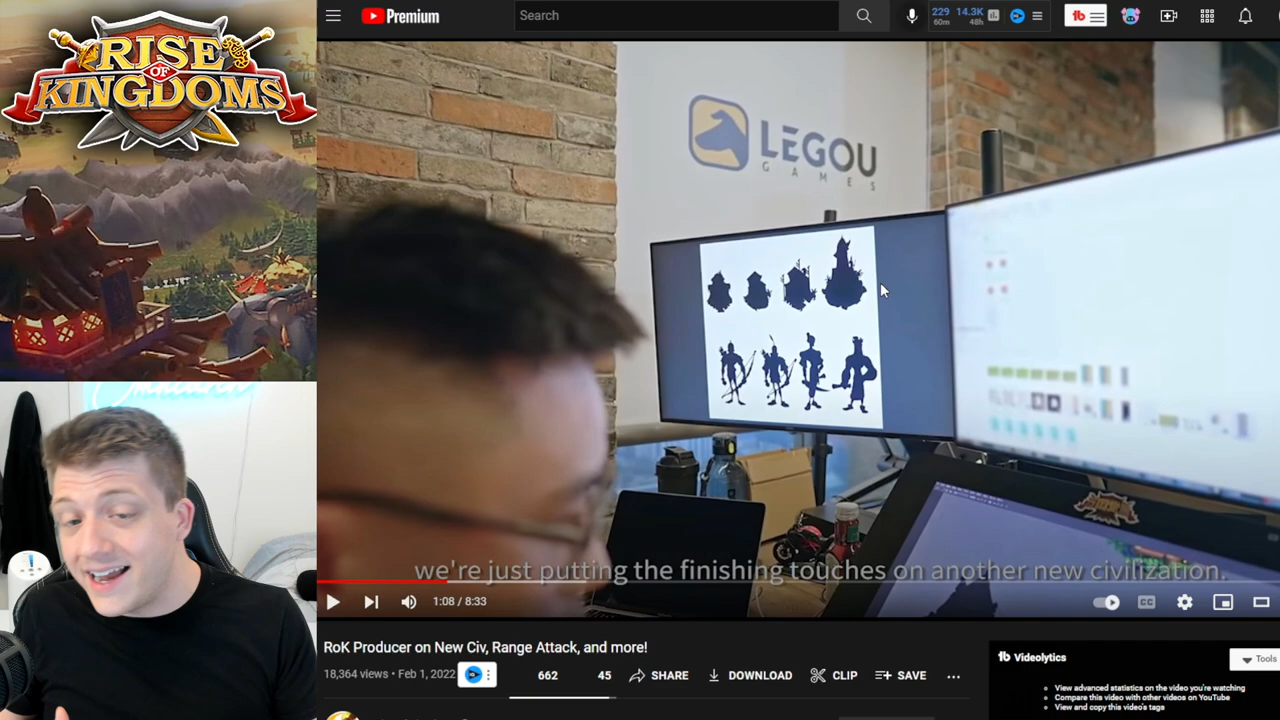 RISE
OF
KINGDOMS
Premium
Search
229
60m
14.3K
48h
tb
LEGOU
GAMES
we're just putting the finishing touches on another new civilization.
1:08 / 8:33
CC
RoK Producer on New Civ, Range Attack, and more!
18,364 views • Feb 1, 2022
662
45
SHARE
DOWNLOAD
CLIP
SAVE
tb Videolytics
Tools
View advanced statistics on the video you're watching
Compare this video with other videos on YouTube
View and copy this video's tags